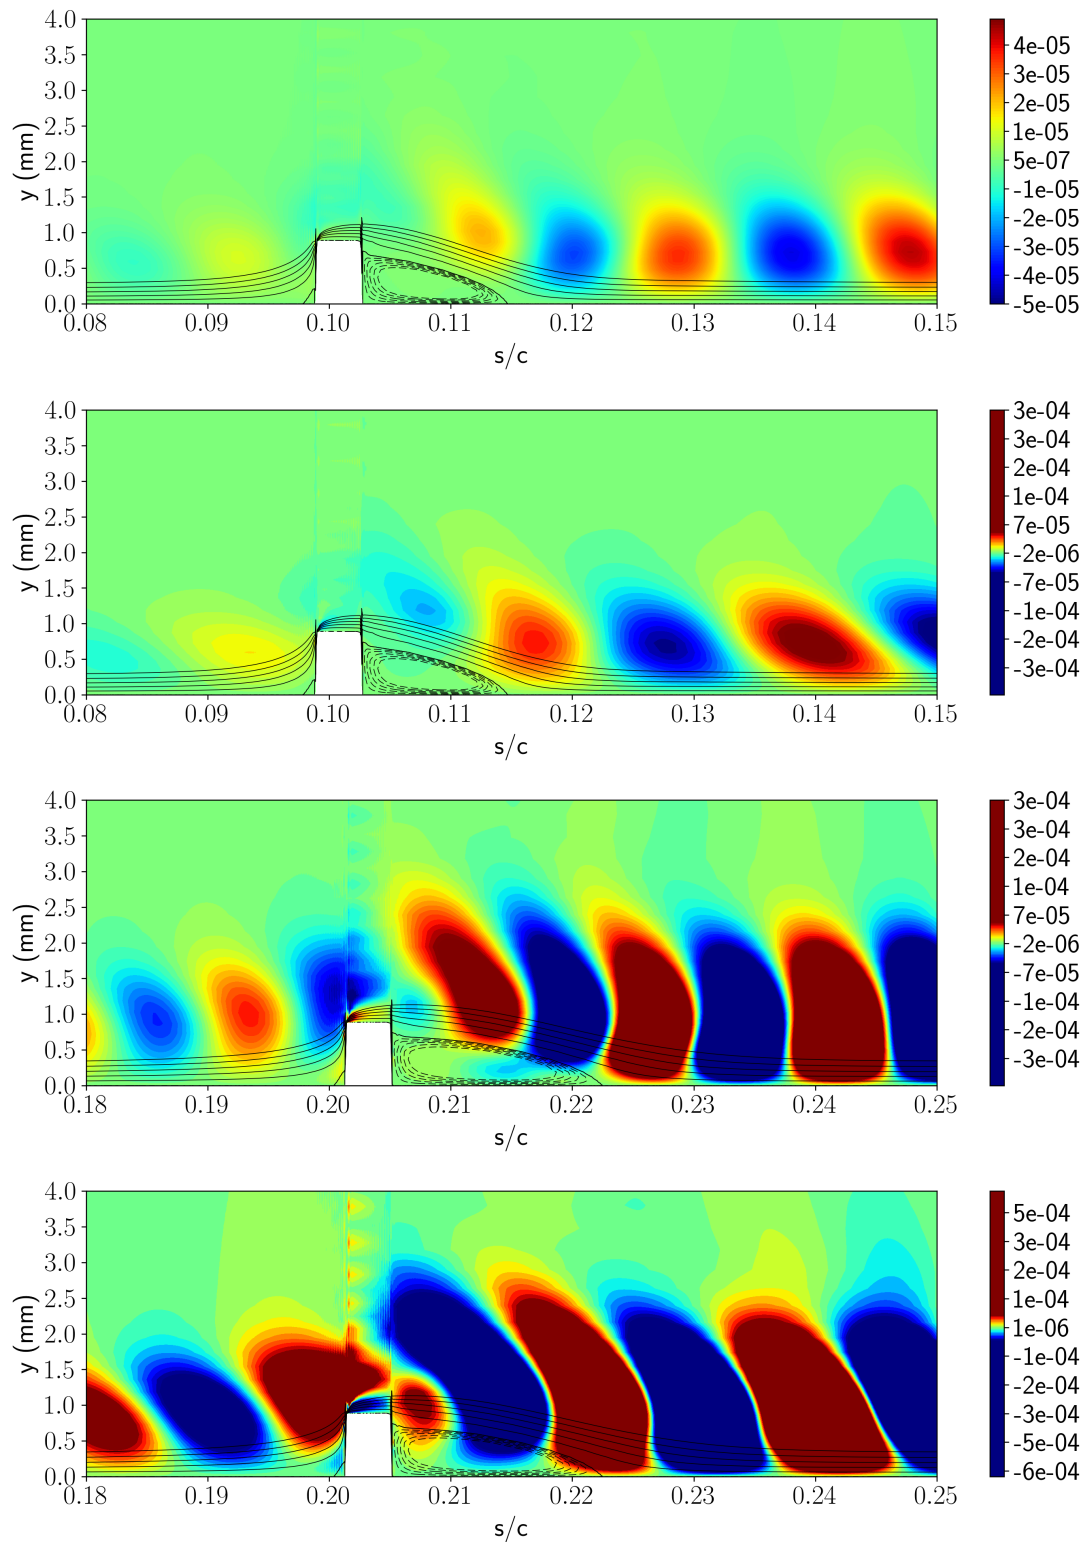 4.0
3.5
3.0
2.5
2.0
1.5
1.0
0.5
0.0
y (mm)
0.08 0.09 0.10 0.11 0.12 0.13 0.14 0.15
s/c
4e-05
3e-05
2e-05
1e-05
5e-07
-1e-05
-2e-05
-3e-05
-4e-05
-5e-05
4.0
3.5
3.0
2.5
2.0
1.5
1.0
0.5
0.0
y (mm)
0.08 0.09 0.10 0.11 0.12 0.13 0.14 0.15
s/c
3e-04
3e-04
2e-04
1e-04
7e-05
-2e-06
-7e-05
-1e-04
-2e-04
-3e-04
4.0
3.5
3.0
2.5
2.0
1.5
1.0
0.5
0.0
y (mm)
0.18 0.19 0.20 0.21 0.22 0.23 0.24 0.25
s/c
3e-04
3e-04
2e-04
1e-04
7e-05
-2e-06
-7e-05
-1e-04
-2e-04
-3e-04
4.0
3.5
3.0
2.5
2.0
1.5
1.0
0.5
0.0
y (mm)
0.18 0.19 0.20 0.21 0.22 0.23 0.24 0.25
s/c
5e-04
3e-04
2e-04
1e-04
1e-06
-1e-04
-2e-04
-3e-04
-5e-04
-6e-04